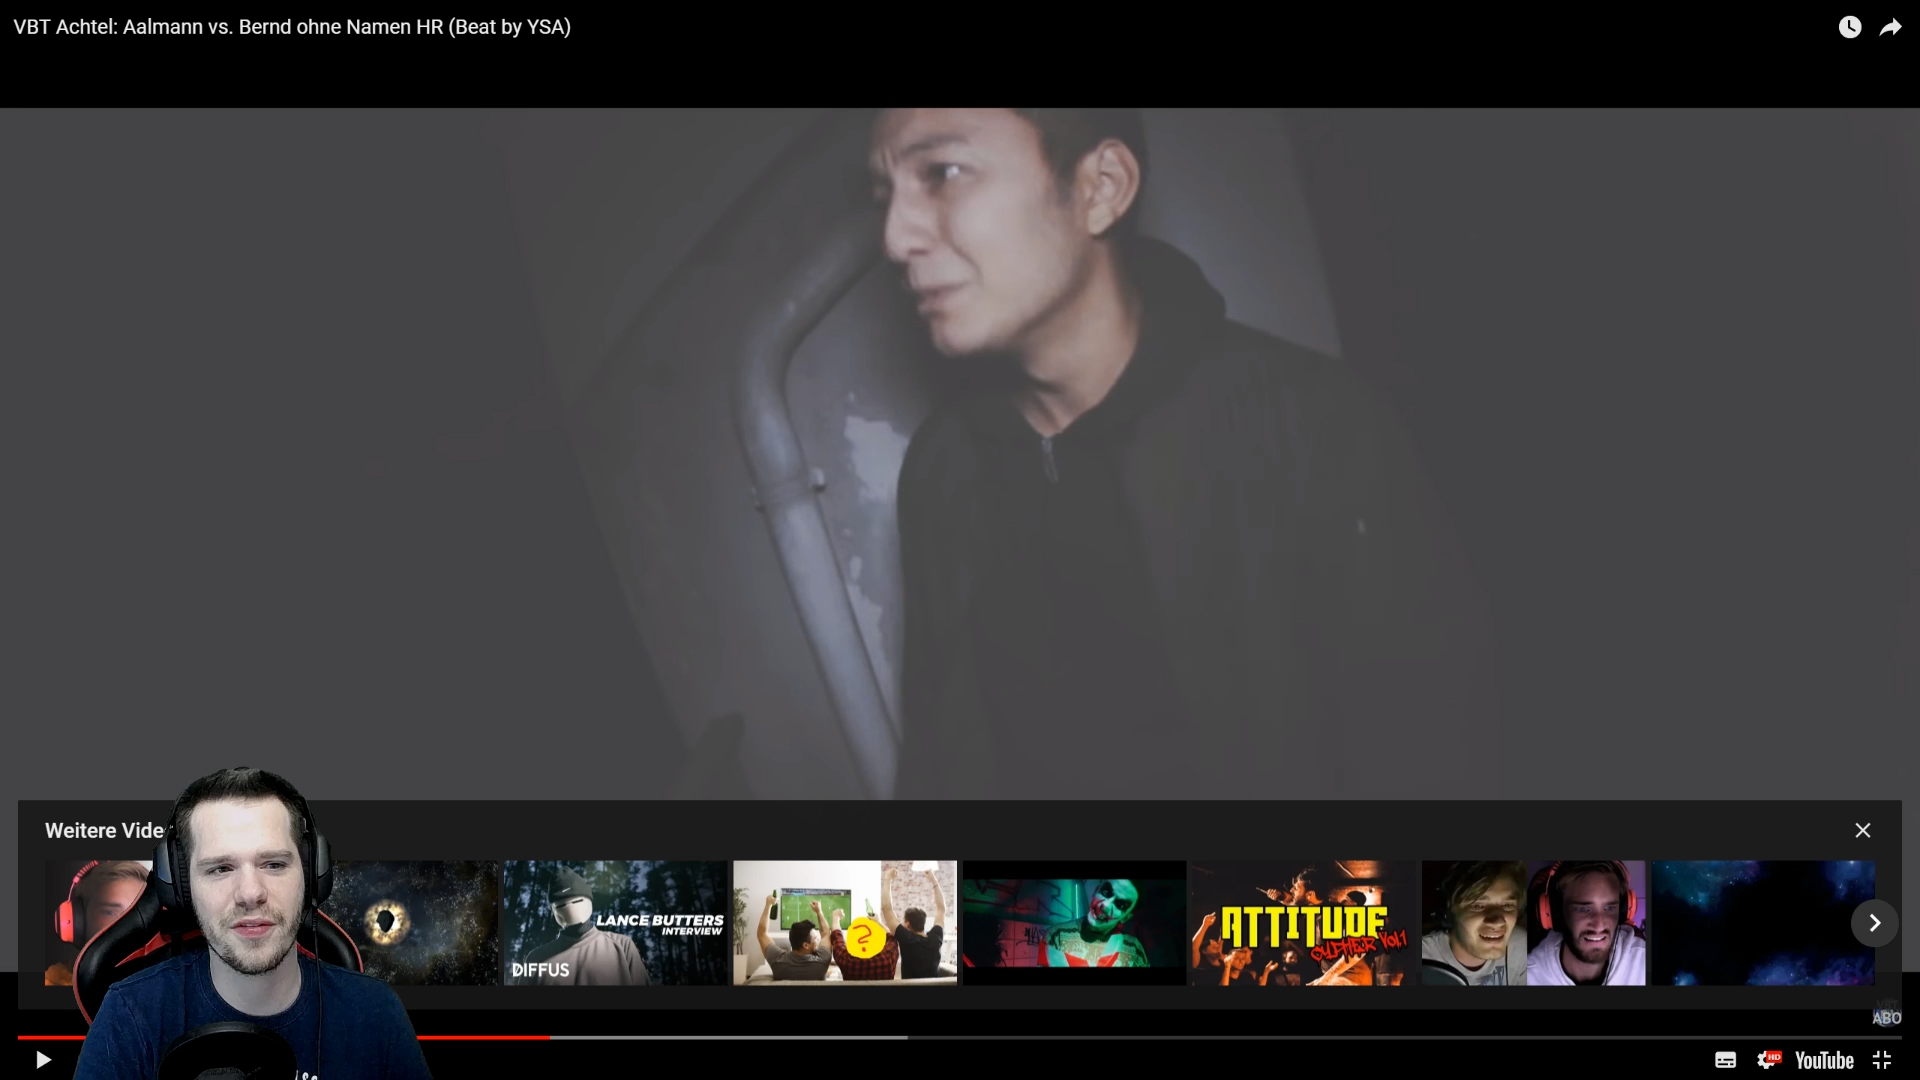 VBT Achtel: Aalmann vs. Bernd ohne Namen HR (Beat by YSA)
Weitere Vide
LANCE BUTTERS
INTERVIEW
DIFFUS
?
ATTITUDE
CYPHER Vol.1
ABO
HD
YouTube